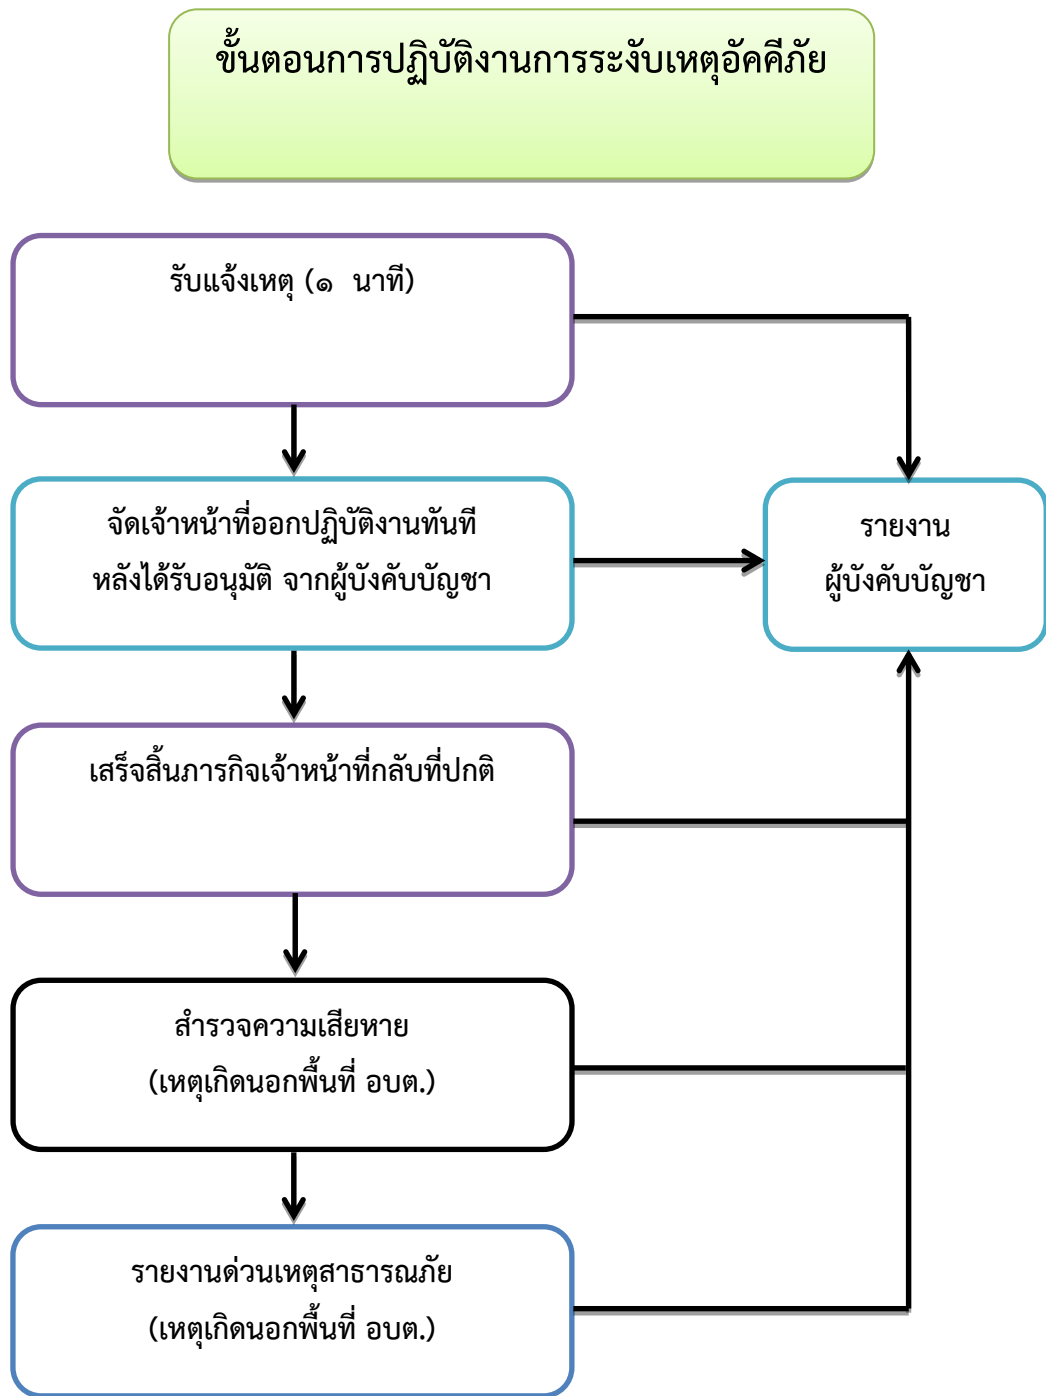 ขั้นตอนการปฏิบัติงานการระงับเหตุอัคคีภัย
รับแจ้งเหตุ (๑ นาที)
จัดเจ้าหน้าที่ออกปฏิบัติงานทันที
หลังได้รับอนุมัติ จากผู้บังคับบัญชา
รายงาน
ผู้บังคับบัญชา
เสร็จสิ้นภารกิจเจ้าหน้าที่กลับที่ปกติ
สำรวจความเสียหาย
(เหตุเกิดนอกพื้นที่ อบต.)
รายงานด่วนเหตุสาธารณภัย
(เหตุเกิดนอกพื้นที่ อบต.)